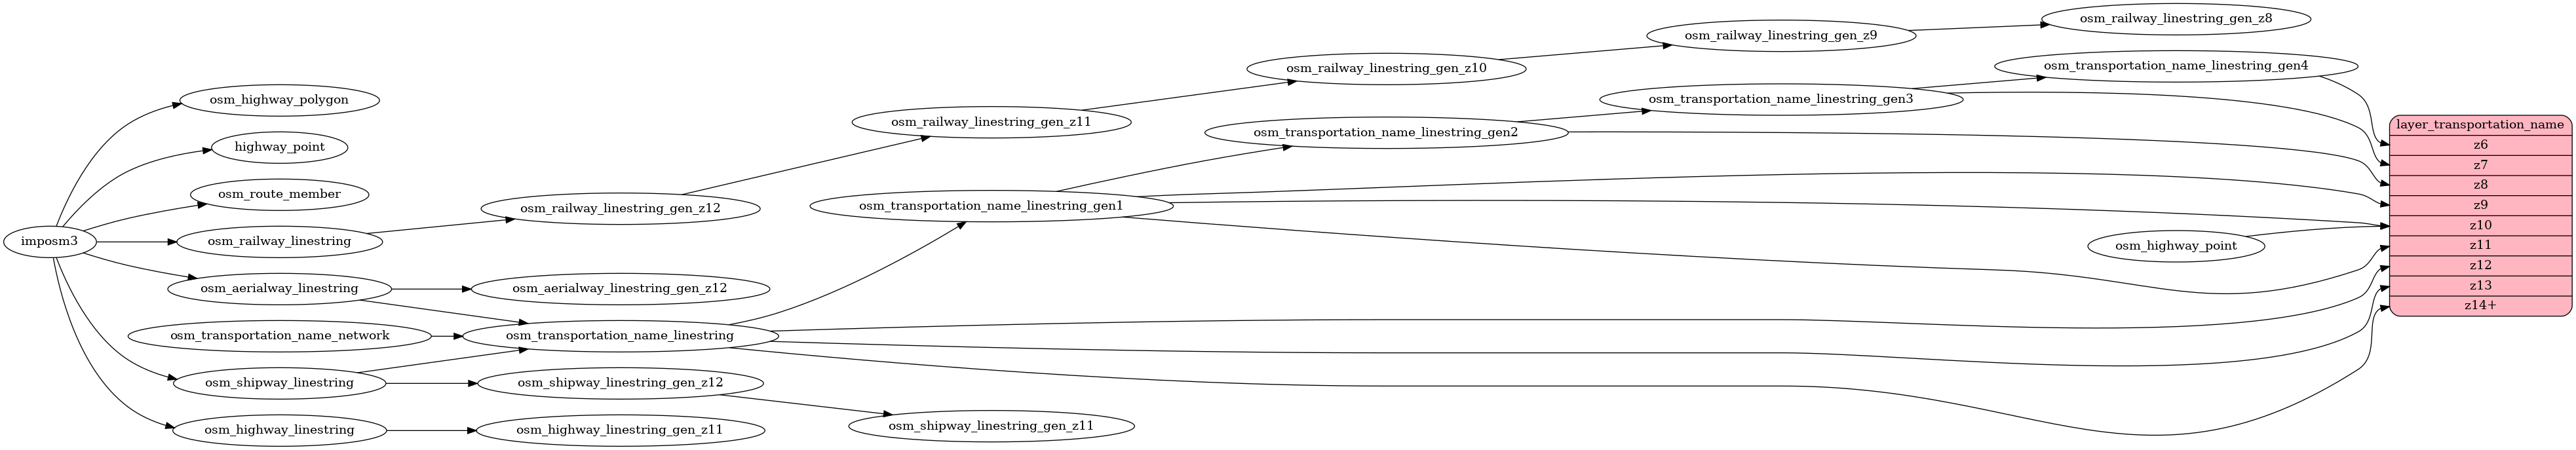 imposm3
osm_highway_polygon
highway_point
osm_route_member
osm_railway_linestring
osm_aerialway_linestring
osm_transportation_name_network
osm_shipway_linestring
osm_highway_linestring
osm_railway_linestring_gen_z12
osm_aerialway_linestring_gen_z12
osm_transportation_name_linestring
osm_shipway_linestring_gen_z12
osm_highway_linestring_gen_z11
osm_railway_linestring_gen_z11
osm_transportation_name_linestring_gen1
osm_shipway_linestring_gen_z11
osm_railway_linestring_gen_z10
osm_transportation_name_linestring_gen2
osm_railway_linestring_gen_z9
osm_transportation_name_linestring_gen3
osm_railway_linestring_gen_z8
osm_transportation_name_linestring_gen4
osm_highway_point
layer_transportation_name
z6
z7
z8
z9
z10
z11
z12
z13
z14+